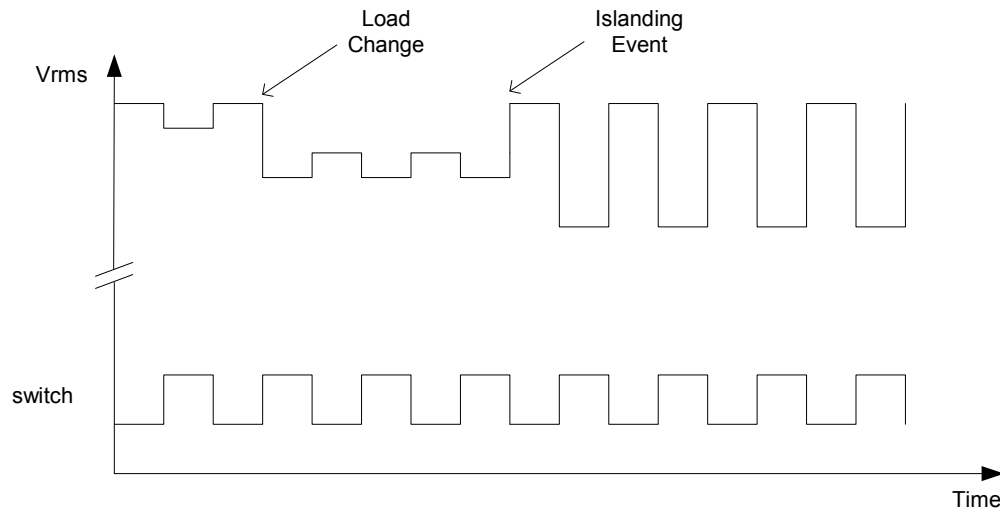 Load
Change
Islanding
Event
Vrms
switch
Time